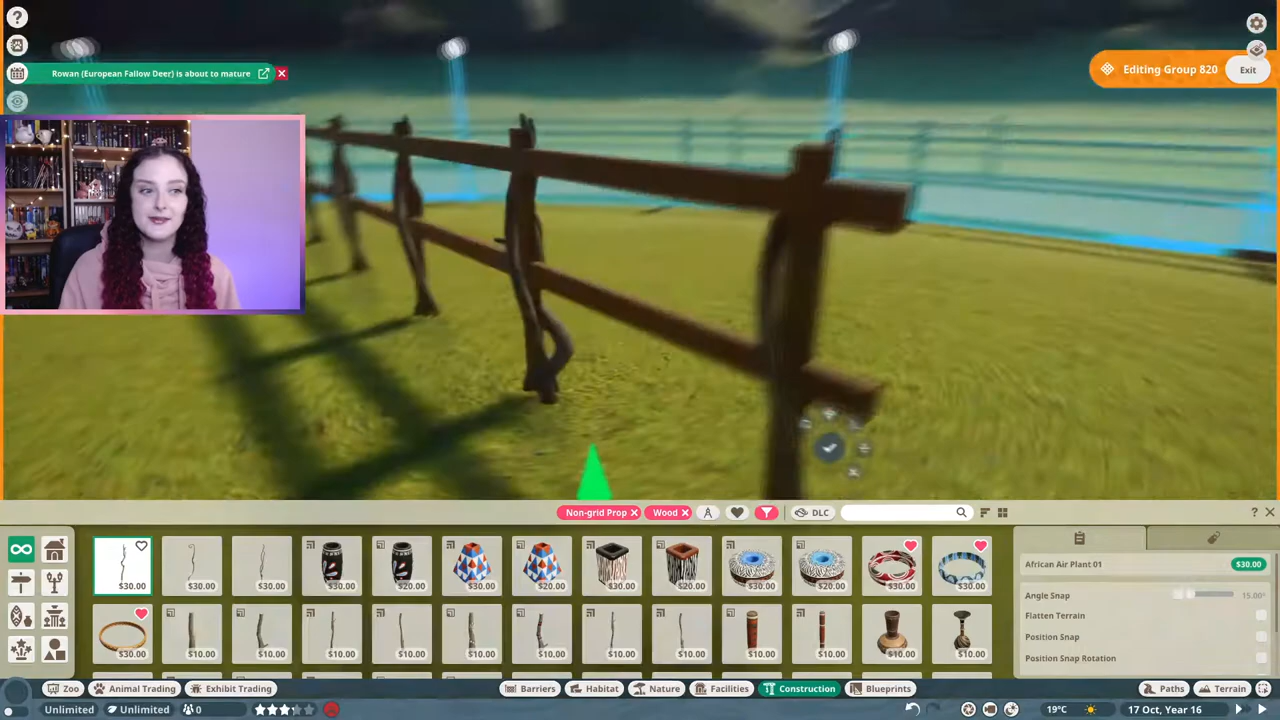 Rowan (European Fallow Deer) is about to mature
Editing Group 820
Exit
Non-grid Prop
Wood
DLC
$30.00
$30.00
$30.00
$30.00
$20.00
$30.00
$20.00
$30.00
$20.00
$30.00
$20.00
$30.00
$30.00
$30.00
$10.00
$10.00
$10.00
$10.00
$10.00
$10.00
$10.00
$10.00
$10.00
$10.00
$10.00
$10.00
African Air Plant 01
$30.00
Angle Snap
15.00°
Flatten Terrain
Position Snap
Position Snap Rotation
Zoo
Animal Trading
Exhibit Trading
Barriers
Habitat
Nature
Facilities
Construction
Blueprints
Paths
Terrain
Unlimited
Unlimited
0
19°C
17 Oct, Year 16